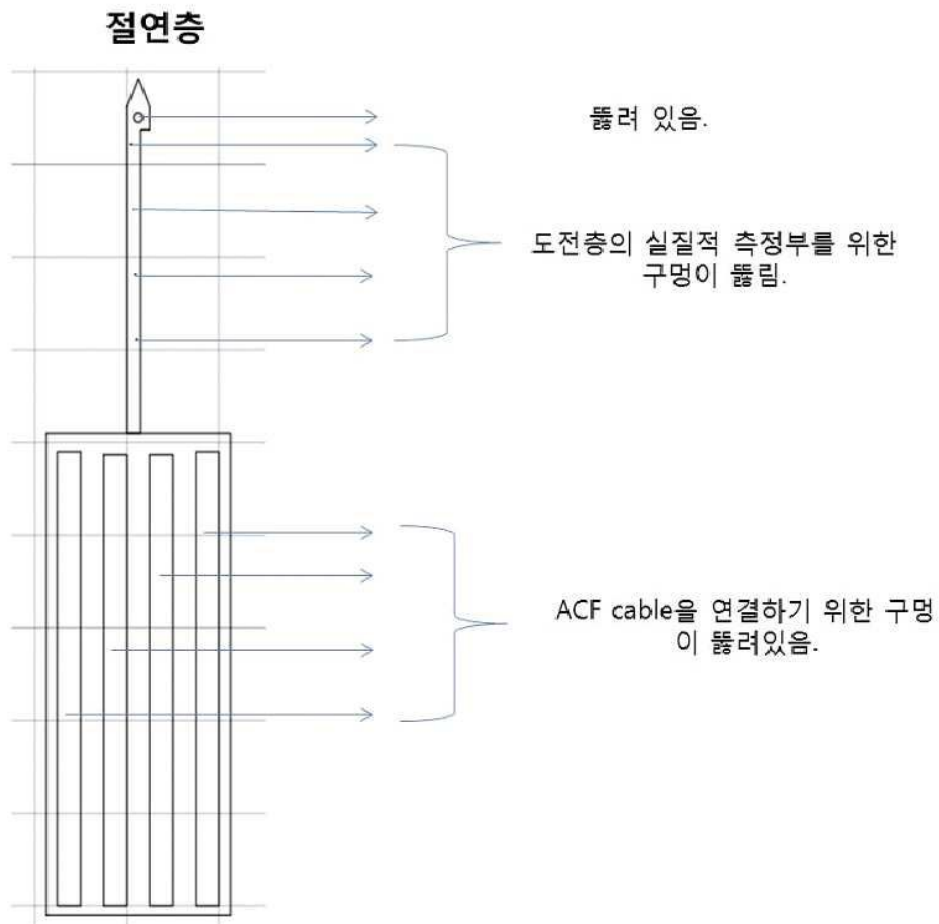 절연층
뚫려 있음.
도전층의 실질적 측정부를 위한
구멍이 뚫림.
ACF cable을 연결하기 위한 구멍
이 뚫려있음.